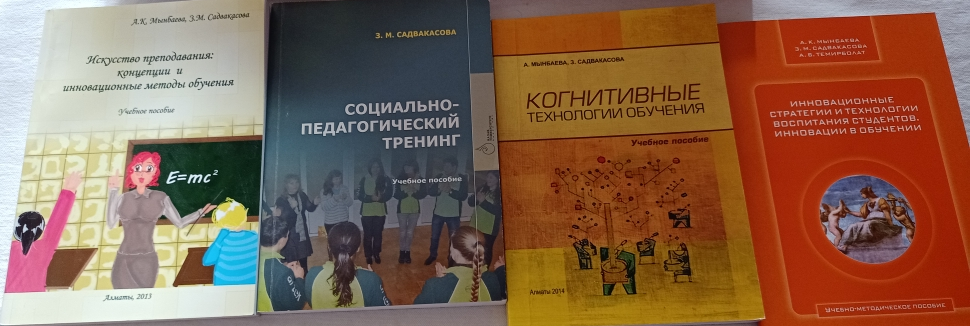 А.К. Мынбаева, З.М. Садвакасова
Искусство преподавания:
концепции и
инновационные методы обучения
Учебное пособие
E=mc²
Алматы, 2013
З. М. САДВАКАСОВА
СОЦИАЛЬНО-
ПЕДАГОГИЧЕСКИЙ
ТРЕНИНГ
Учебное пособие
А. МЫНБАЕВА, З. САДВАКАСОВА
КОГНИТИВНЫЕ
ТЕХНОЛОГИИ ОБУЧЕНИЯ
Учебное пособие
Алматы 2014
А. К. МЫНБАЕВА
З. М. САДВАКАСОВА
А. Б. ТЕМИРБОЛАТ
ИННОВАЦИОННЫЕ
СТРАТЕГИИ И ТЕХНОЛОГИИ
ВОСПИТАНИЯ СТУДЕНТОВ.
ИННОВАЦИИ В ОБУЧЕНИИ
УЧЕБНО-МЕТОДИЧЕСКОЕ ПОСОБИЕ